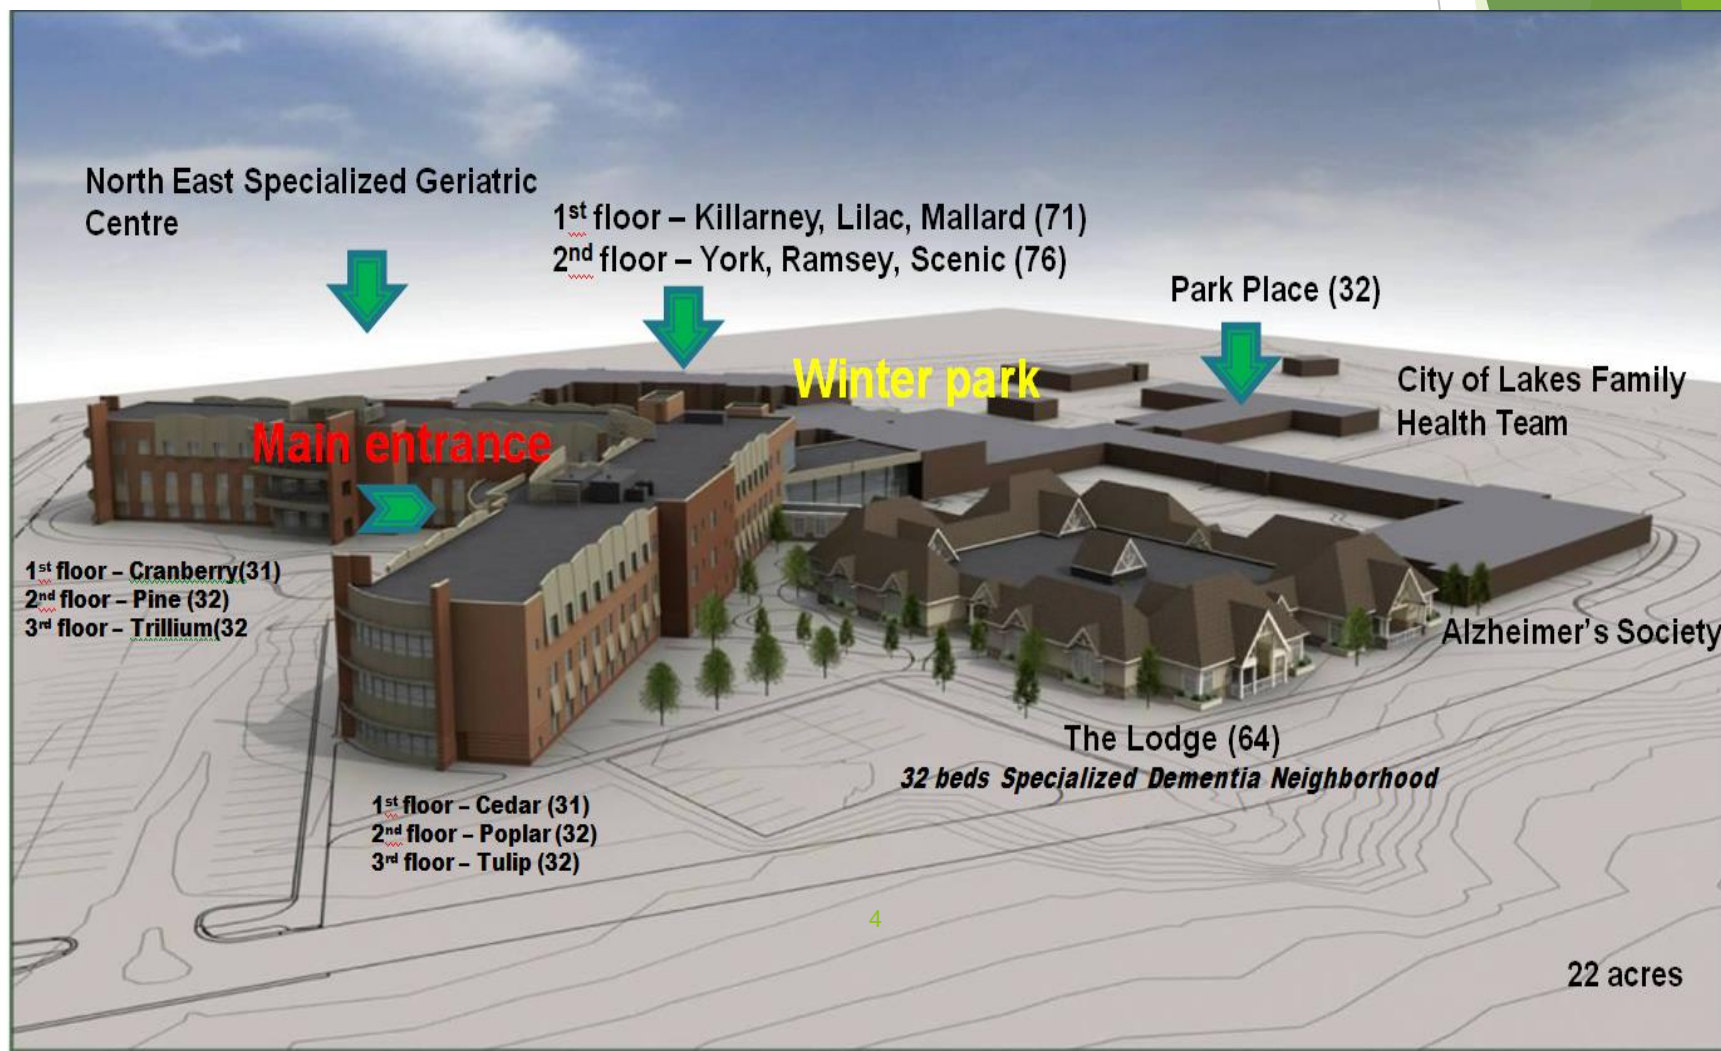 North East Specialized Geriatric
Centre
1st floor – Killarney, Lilac, Mallard (71)
2nd floor – York, Ramsey, Scenic (76)
Park Place (32)
Winter park
City of Lakes Family
Health Team
Main entrance
1st floor – Cranberry(31)
2nd floor – Pine (32)
3rd floor – Trillium(32
Alzheimer's Society
The Lodge (64)
32 beds Specialized Dementia Neighborhood
1st floor – Cedar (31)
2nd floor – Poplar (32)
3rd floor – Tulip (32)
4
22 acres